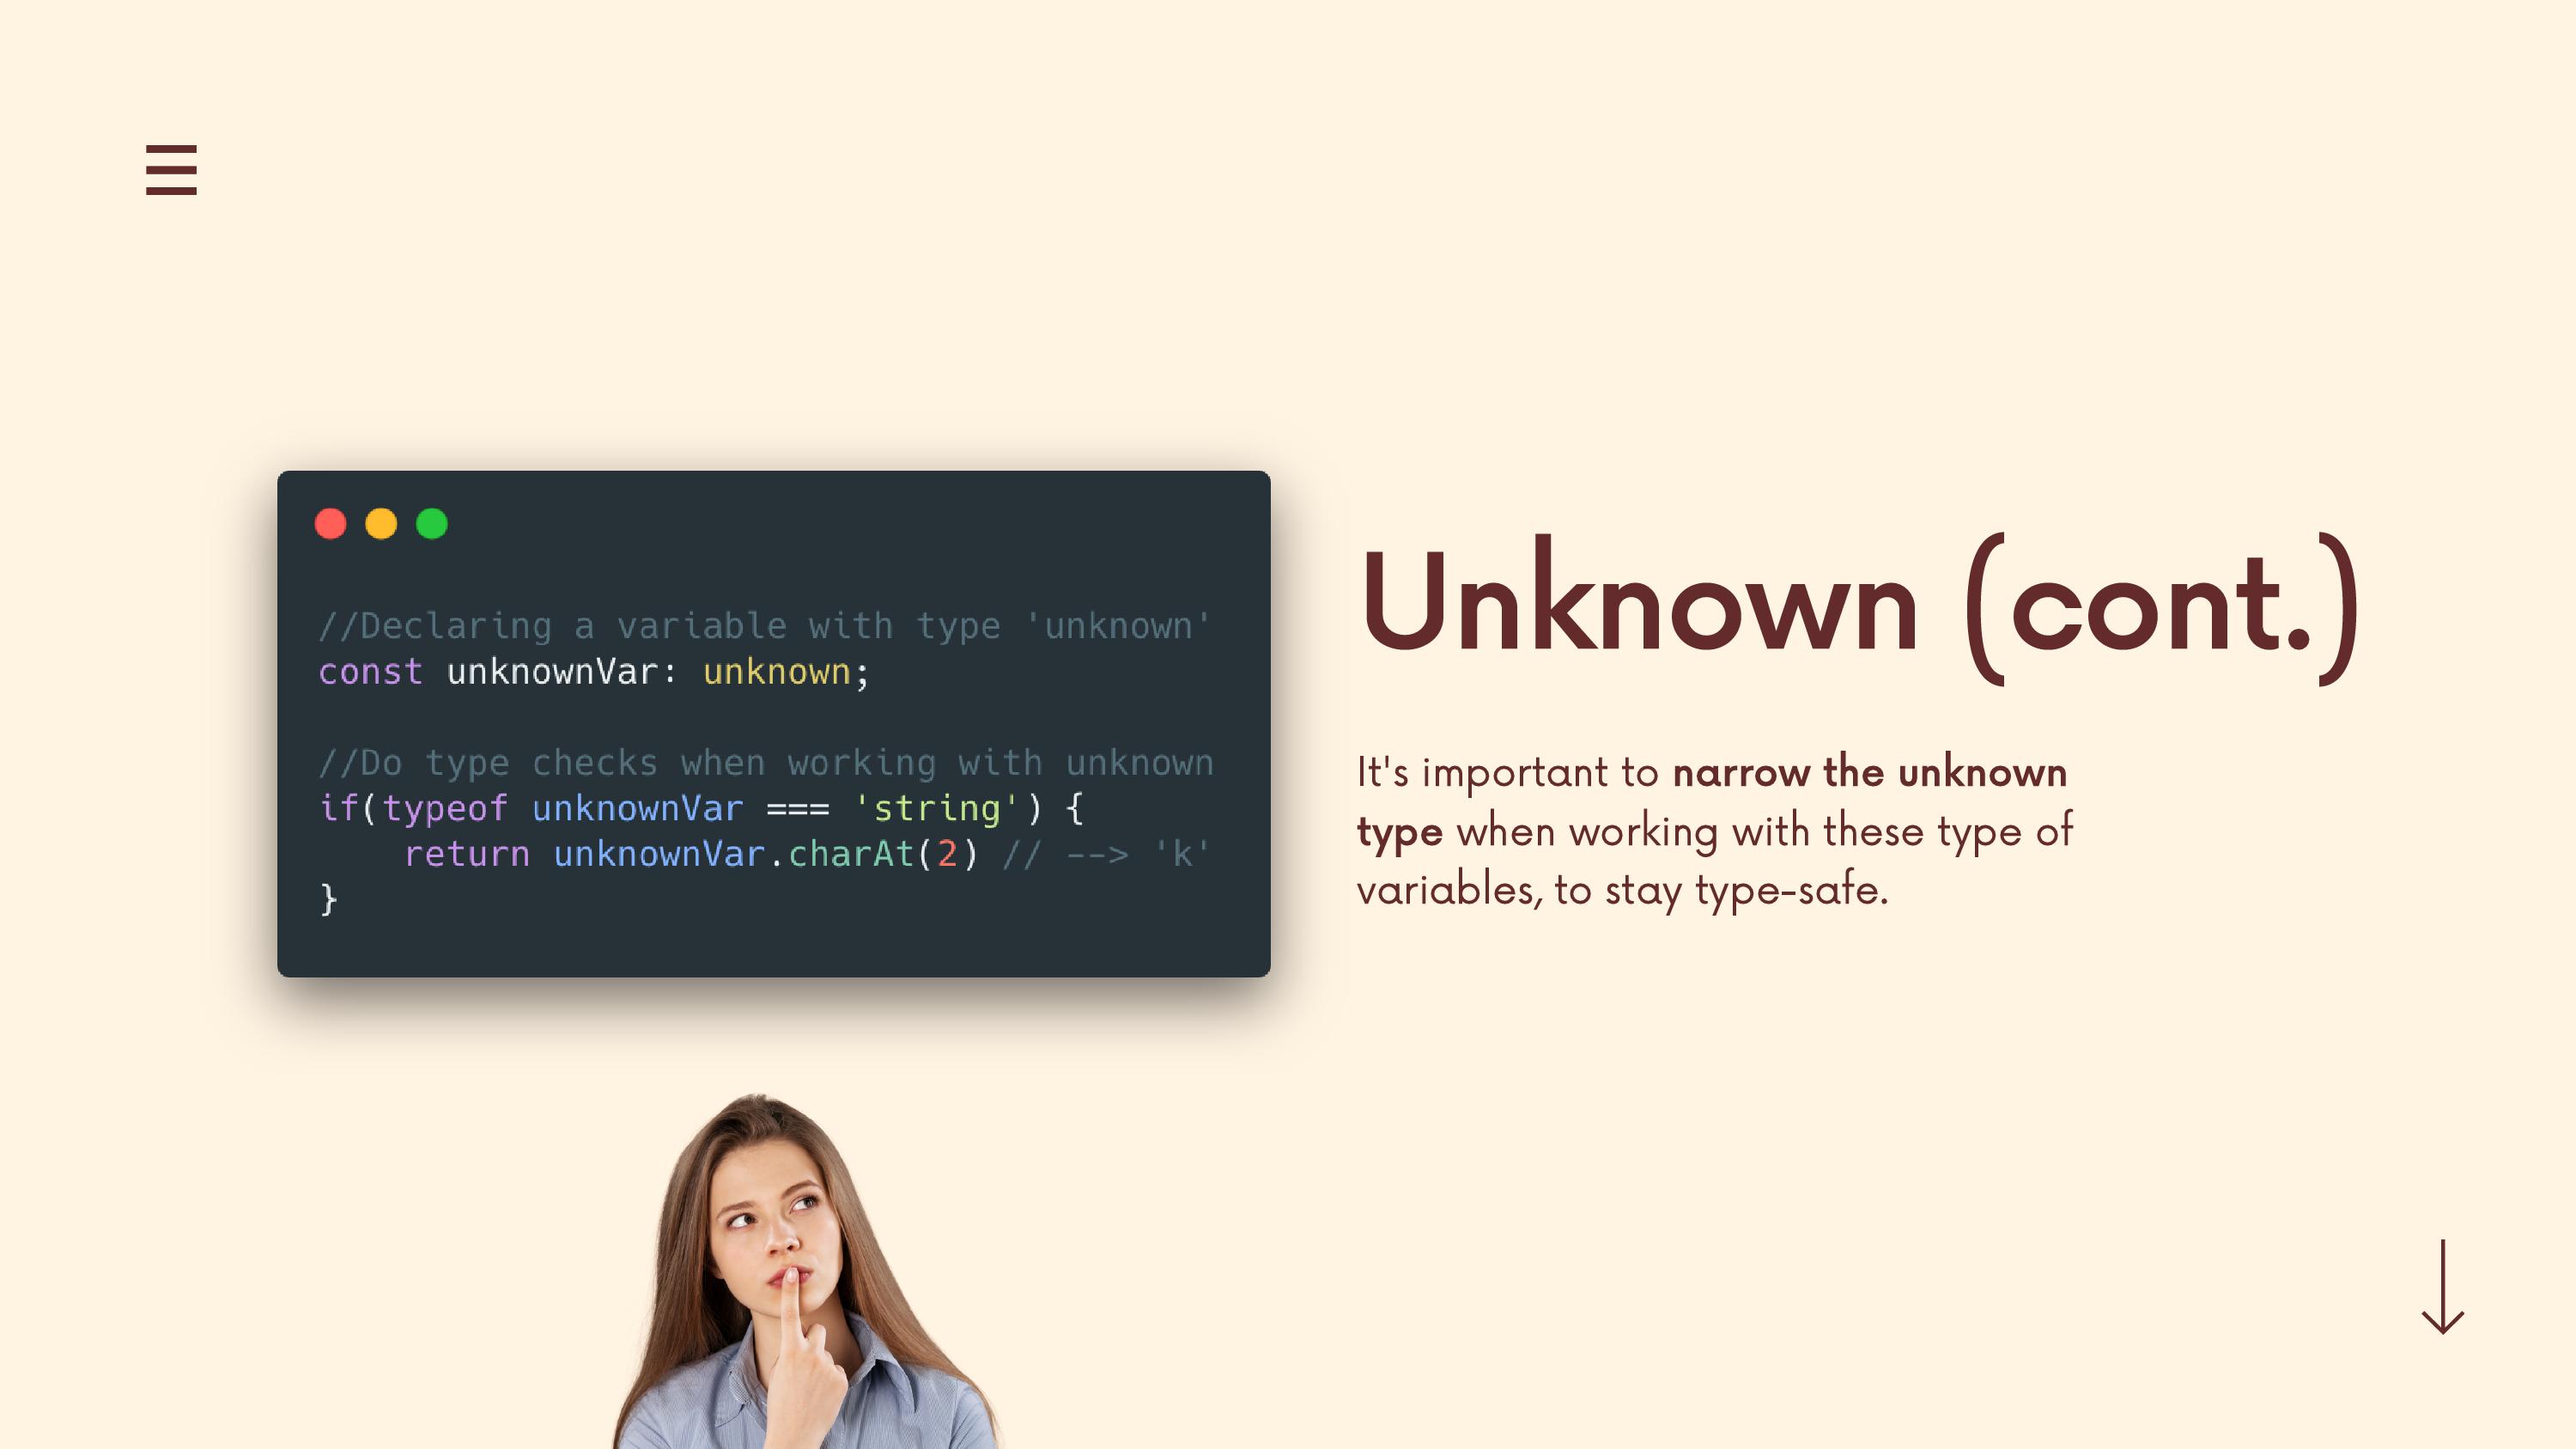 //Declaring a variable with type 'unknown'
const unknownVar: unknown;
//Do type checks when working with unknown
if(typeof unknownVar === 'string') {
    return unknownVar.charAt(2) // --> 'k'
}
Unknown (cont.)
It's important to narrow the unknown
type when working with these type of
variables, to stay type-safe.